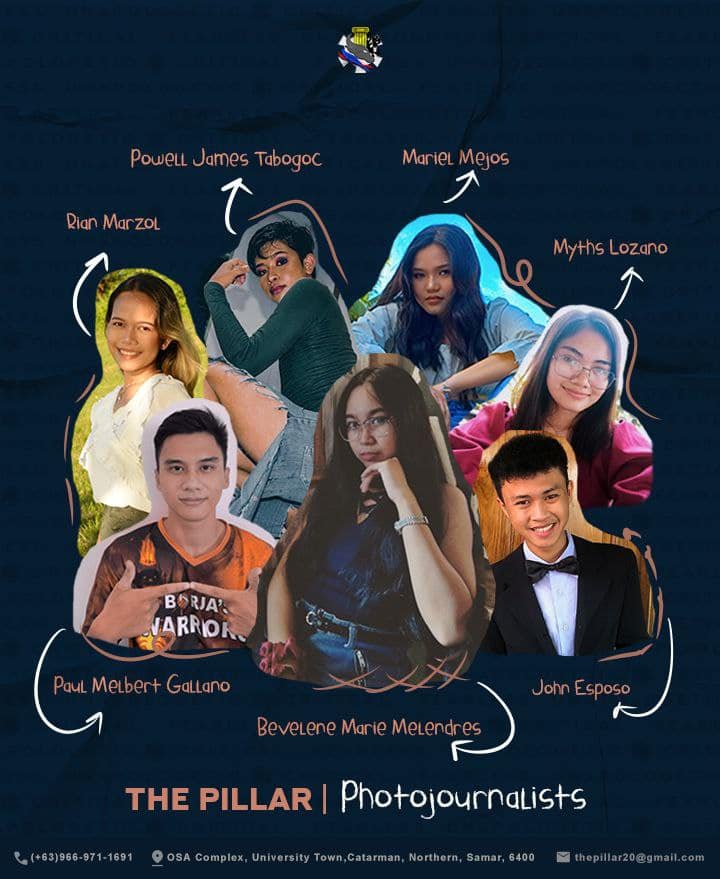 Powell James Tabogoc
Mariel Mejos
Rian Marzol
Myths Lozano
BORJA'S
WARRIORS
Paul Melbert Gallano
John Esposo
Bevelene Marie Melendres
THE PILLAR | Photojournalists
(+63)966-971-1691
OSA Complex, University Town,Catarman, Northern, Samar, 6400
thepillar20@gmail.com